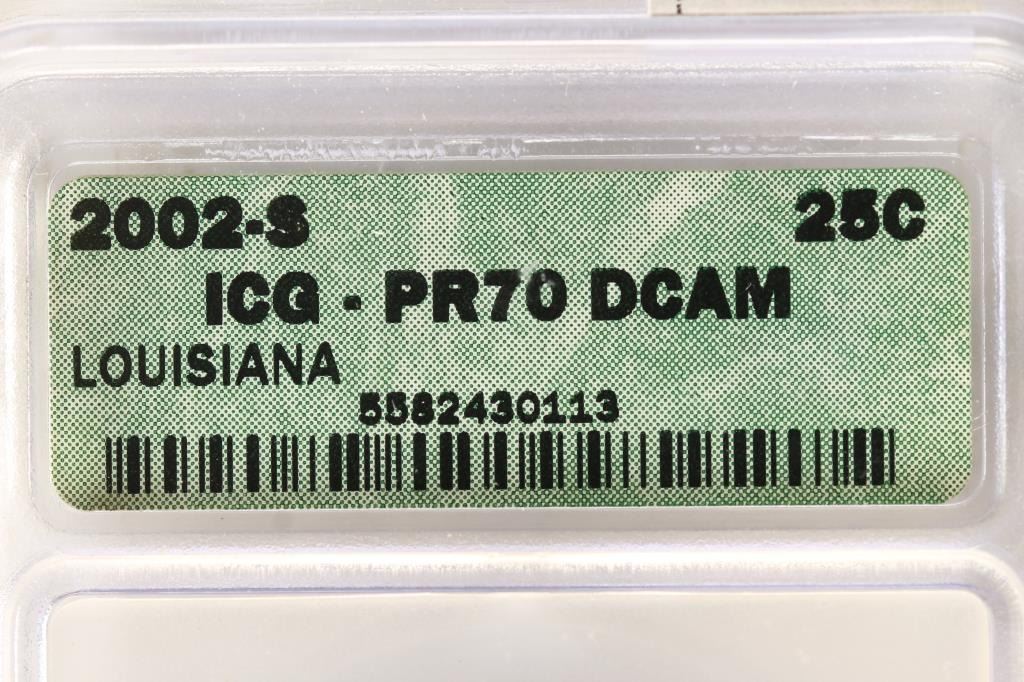 2002-S 25C
ICG - PR70 DCAM
LOUISIANA
5582430113